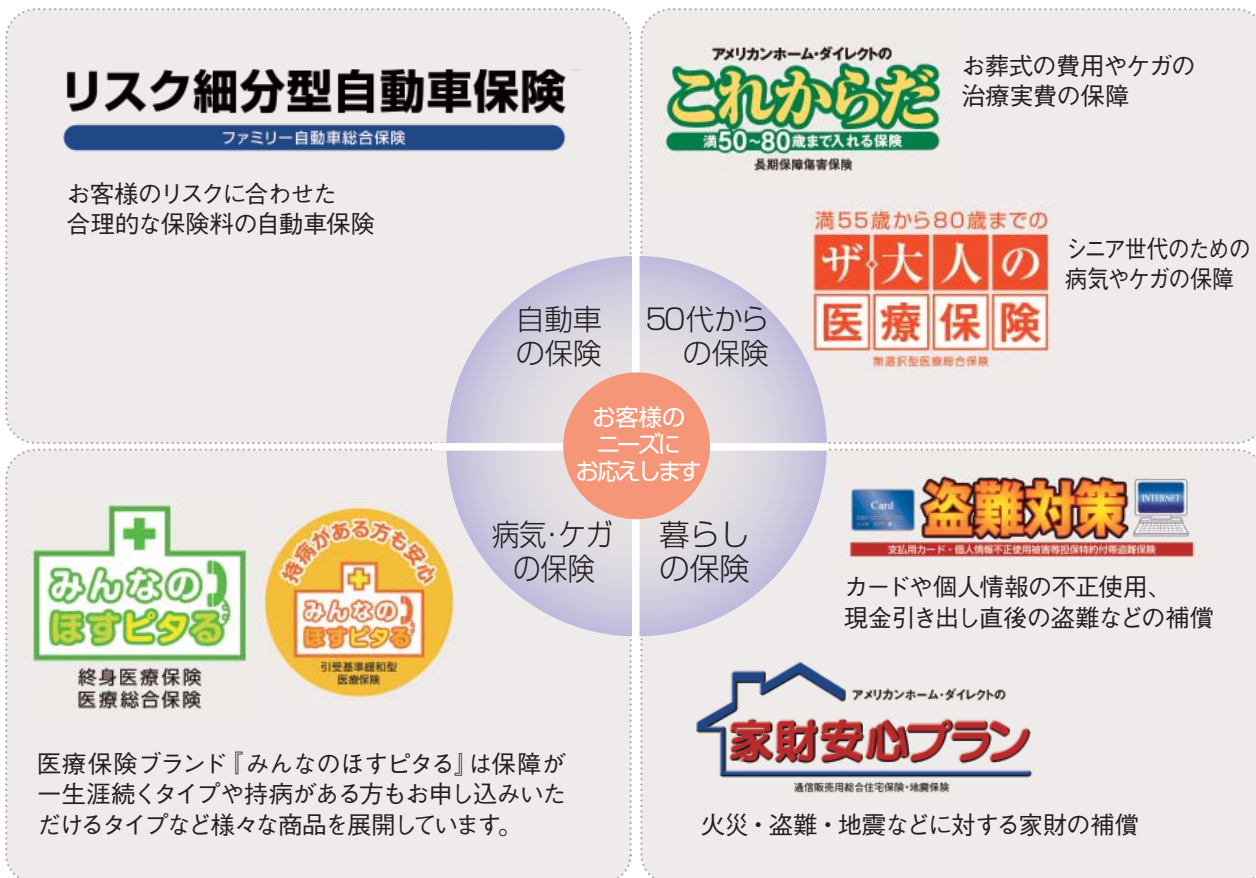 リスク細分型自動車保険
ファミリー自動車総合保険
お客様のリスクに合わせた
合理的な保険料の自動車保険
アメリカンホーム・ダイレクトの
これからだ
満50~80歳まで入れる保険
長期保障傷害保険
お葬式の費用やケガの
治療実費の保障
満55歳から80歳までの
ザ・大人の
医療保険
無選択型医療総合保険
シニア世代のための
病気やケガの保障
自動車
の保険
50代から
の保険
お客様の
ニーズに
お応えします
病気・ケガ
の保険
暮らし
の保険
みんなの
ほすピタる
終身医療保険
医療総合保険
持病がある方も安心
みんなの
ほすピタる
引受基準緩和型
医療保険
医療保険ブランド『みんなのほすピタる』は保障が
一生涯続くタイプや持病がある方もお申し込みいた
だけるタイプなど様々な商品を展開しています。
Card
盗難対策
INTERNET
支払用カード・個人情報不正使用被害等担保特約付帯盗難保険
カードや個人情報の不正使用、
現金引き出し直後の盗難などの補償
アメリカンホーム・ダイレクトの
家財安心プラン
通信販売用総合住宅保険・地震保険
火災・盗難・地震などに対する家財の補償